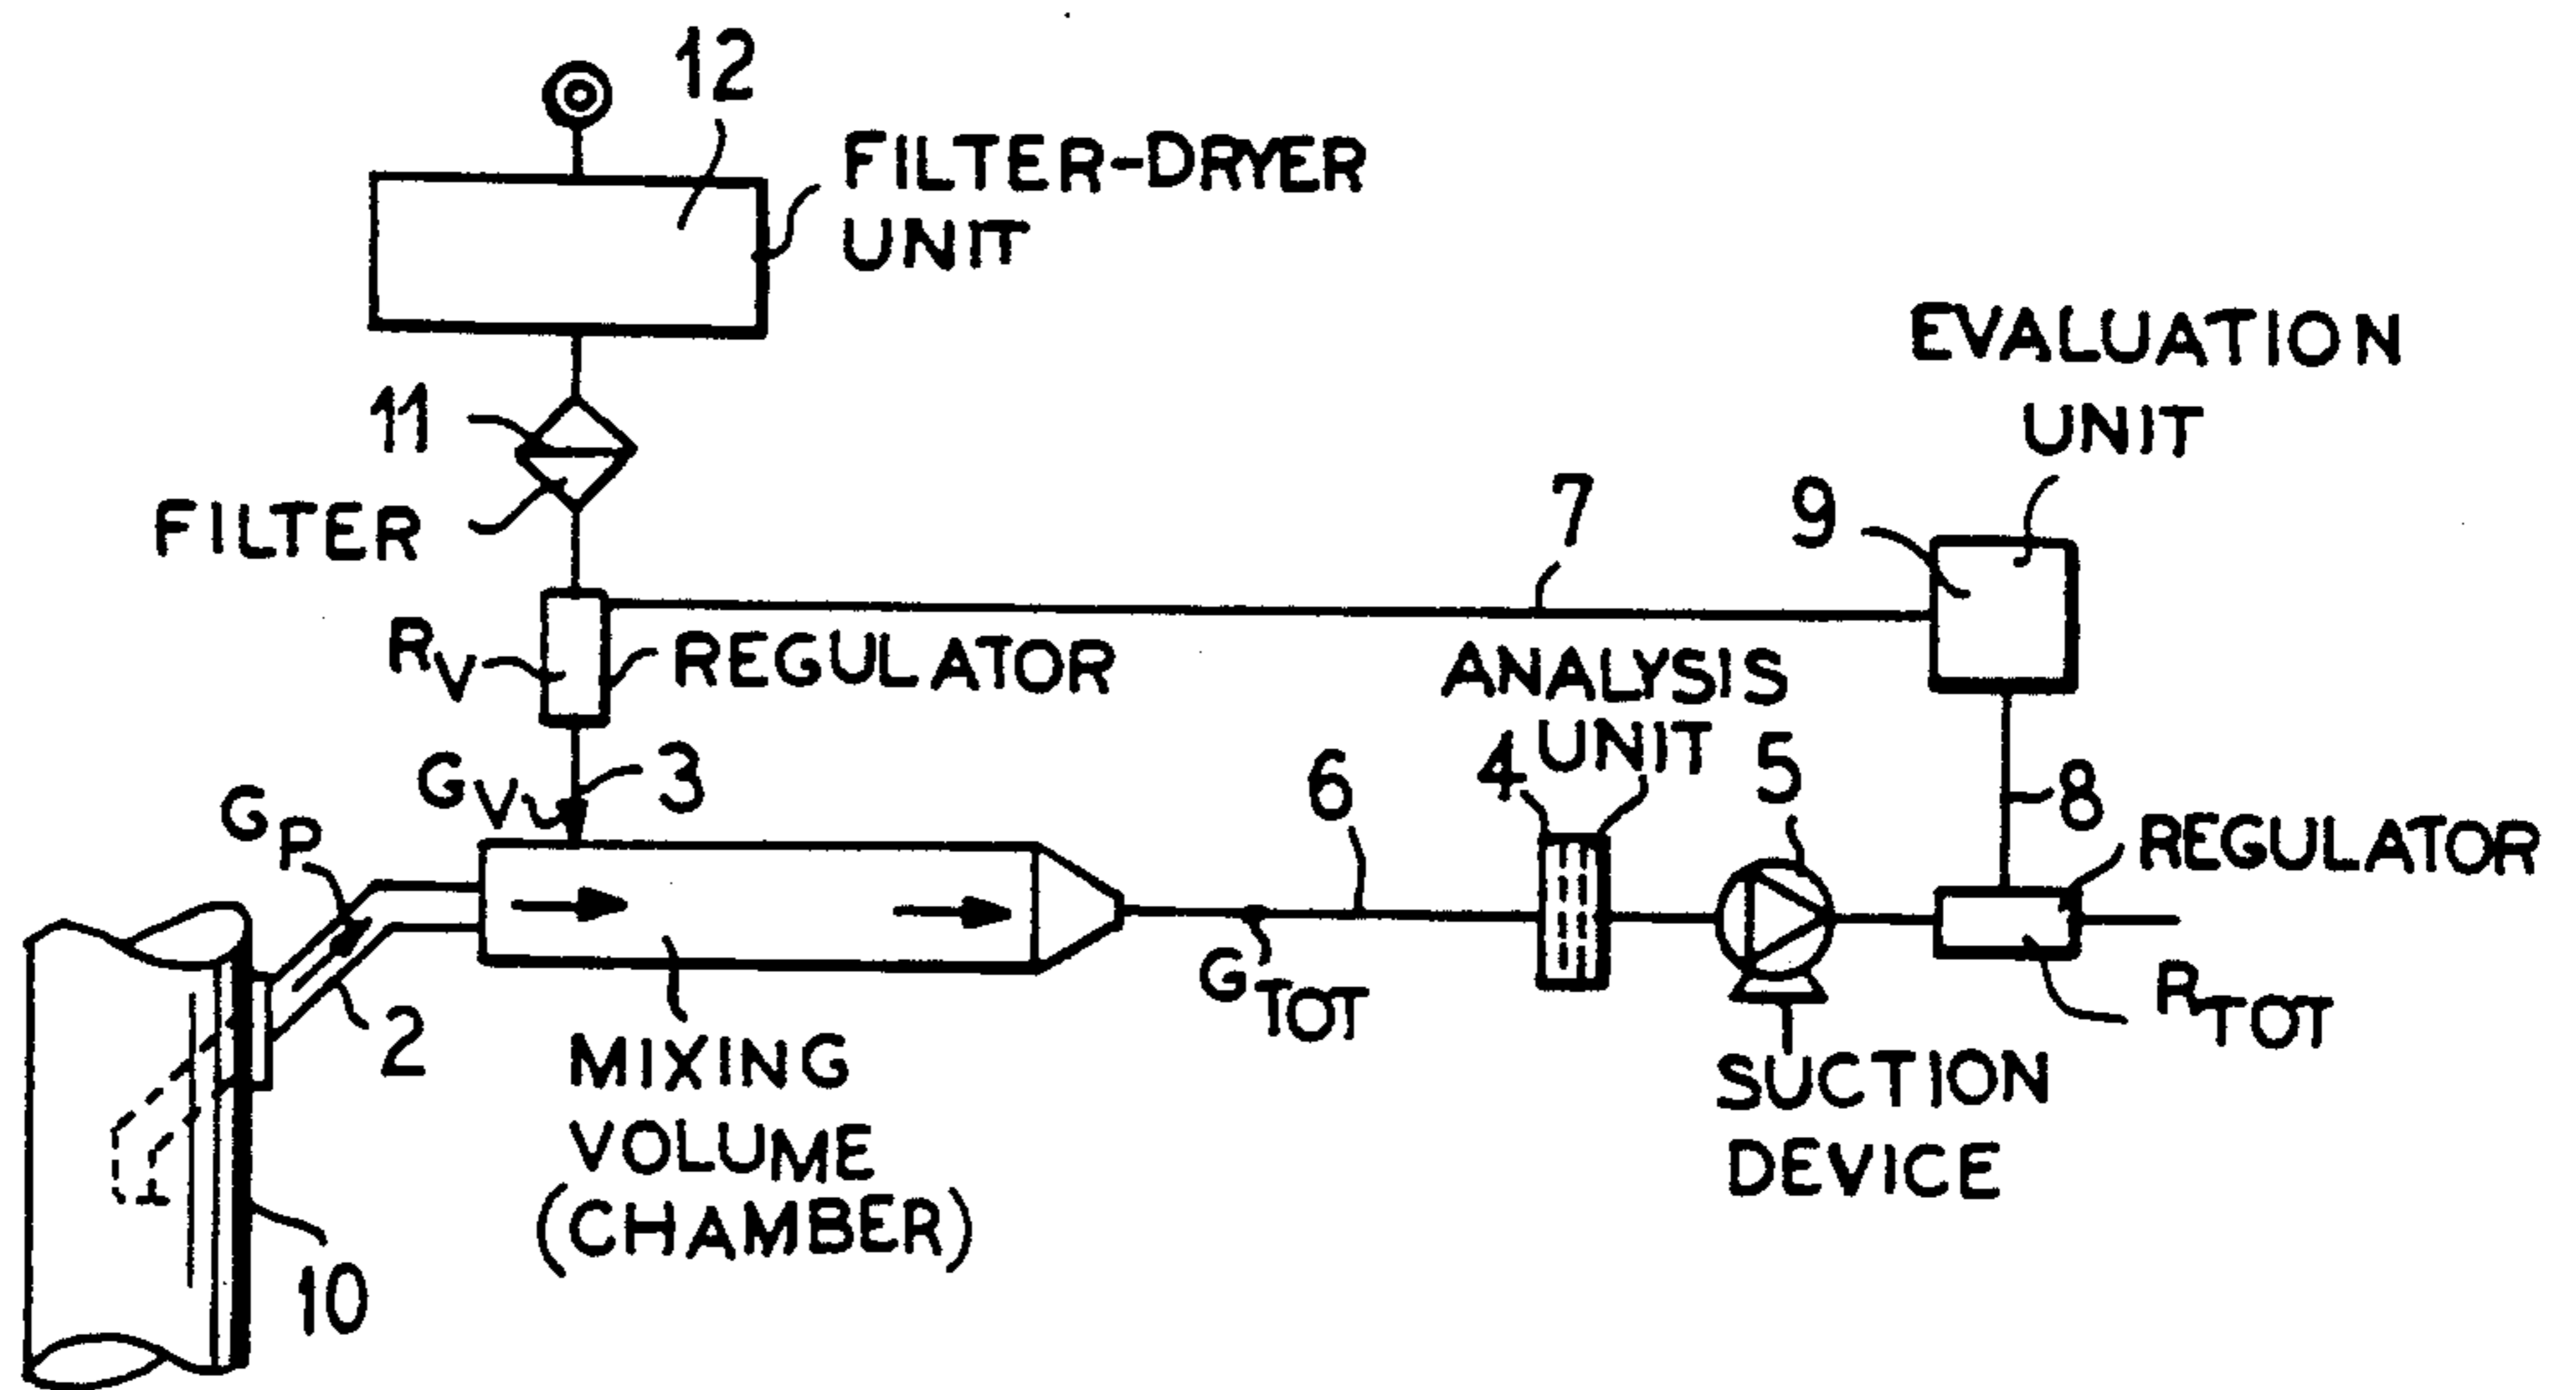 12
FILTER-DRYER
UNIT
11
FILTER
EVALUATION
UNIT
7
9
RV
REGULATOR
ANALYSIS
UNIT
GV
3
6
4
5
8
GP
REGULATOR
GTOT
RTOT
2
MIXING
VOLUME
(CHAMBER)
SUCTION
DEVICE
10